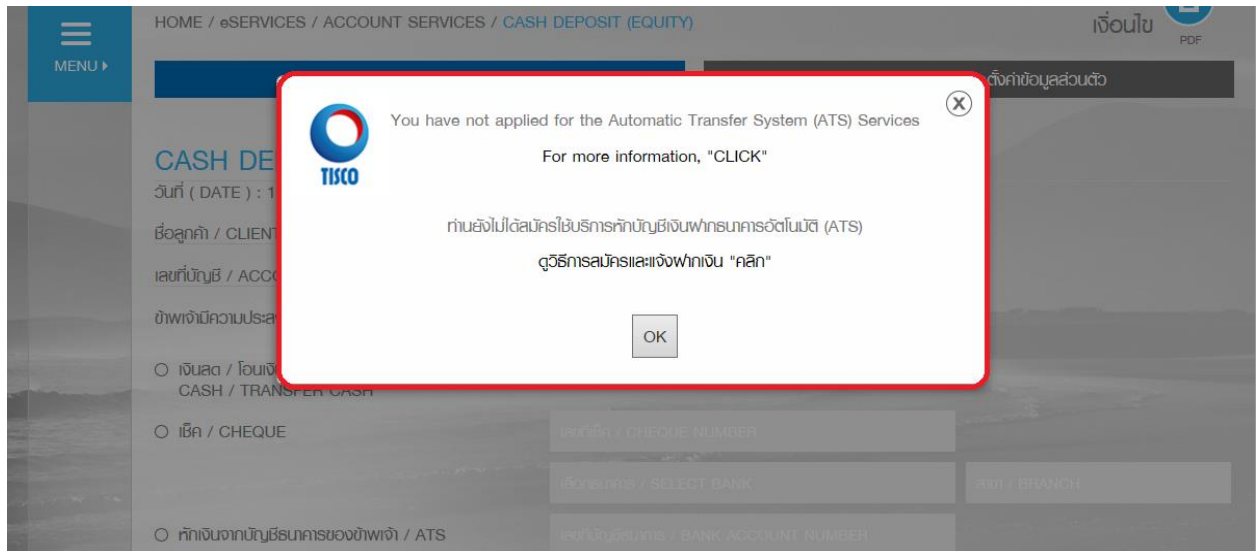 HOME / eSERVICES / ACCOUNT SERVICES / CASH DEPOSIT (EQUITY)
เงื่อนไข
PDF
MENU
ตั้งค่าข้อมูลส่วนตัว
You have not applied for the Automatic Transfer System (ATS) Services
For more information, "CLICK"
TISCO
ท่านยังไม่ได้สมัครใช้บริการหักบัญชีเงินฝากธนาคารอัตโนมัติ (ATS)
ดูวิธีการสมัครและแจ้งฝากเงิน "คลิก"
OK
CASH DE
วันที่ ( DATE ) : 1
ชื่อลูกค้า / CLIENT
เลขที่บัญชี / ACCO
ข้าพเจ้ามีความประส
เงินสด / โอนเงิ
CASH / TRANSFER CASH
เช็ค / CHEQUE
เลขที่เช็ค / CHEQUE NUMBER
เลือกธนาคาร / SELECT BANK
สาขา / BRANCH
หักเงินจากบัญชีธนาคารของข้าพเจ้า / ATS
เลขที่บัญชีธนาคาร / BANK ACCOUNT NUMBER